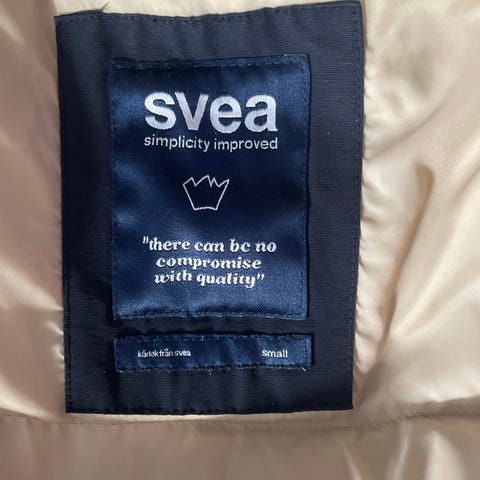 svea
simplicity improved
"there can be no
compromise
with quality"
kärlek från svea
small